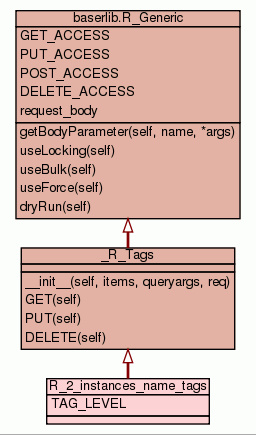 baserlib.R_Generic
GET_ACCESS
PUT_ACCESS
POST_ACCESS
DELETE_ACCESS
request_body
getBodyParameter(self, name, *args)
useLocking(self)
useBulk(self)
useForce(self)
dryRun(self)
_R_Tags
__init__(self, items, queryargs, req)
GET(self)
PUT(self)
DELETE(self)
R_2_instances_name_tags
TAG_LEVEL